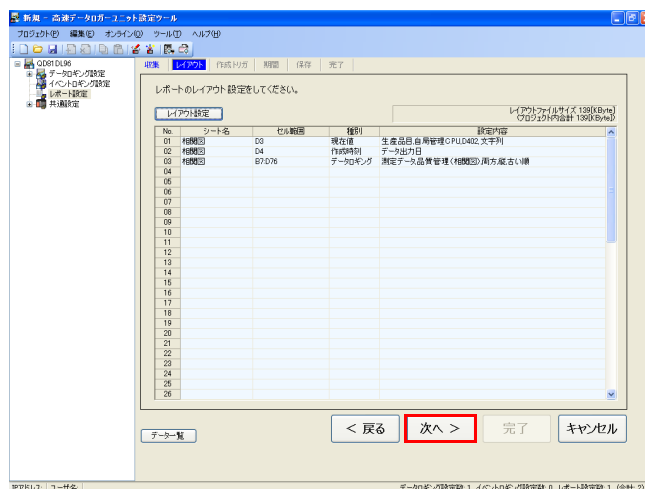 新規 - 高速データロガーユニット設定ツール
プロジェクト(P) 編集(E) オンライン(O) ツール(T) ヘルプ(H)
QD81DL96
データロギング設定
イベントロギング設定
レポート設定
共通設定
収集 レイアウト 作成トリガ 期間 保存 完了
レポートのレイアウト設定をしてください。
レイアウト設定
レイアウトファイルサイズ 139[KByte]
(プロジェクト内合計 139[KByte])
No. シート名 セル範囲 種別 設定内容
01 相関図 D3 現在値 生産品目,自局管理CPU,D402,文字列
02 相関図 D4 作成時刻 データ出力日
03 相関図 B7:D76 データロギング 測定データ,品質管理(相関図),両方,縦,古い順
04
05
06
07
08
09
10
11
12
13
14
15
16
17
18
19
20
21
22
23
24
25
26
データ一覧
< 戻る 次へ > 完了 キャンセル
データロギング設定数: 1 イベントロギング設定数: 0 レポート設定数: 1 (合計: 2)